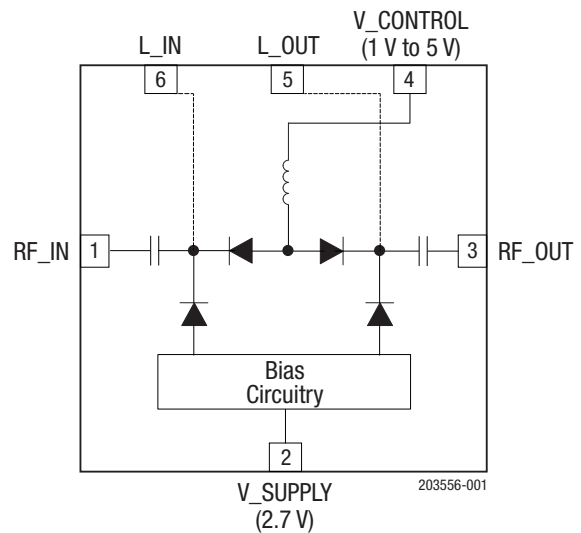 V_CONTROL
(1 V to 5 V)
L_IN
L_OUT
6
5
4
RF_IN
1
3
RF_OUT
Bias
Circuitry
2
203556-001
V_SUPPLY
(2.7 V)